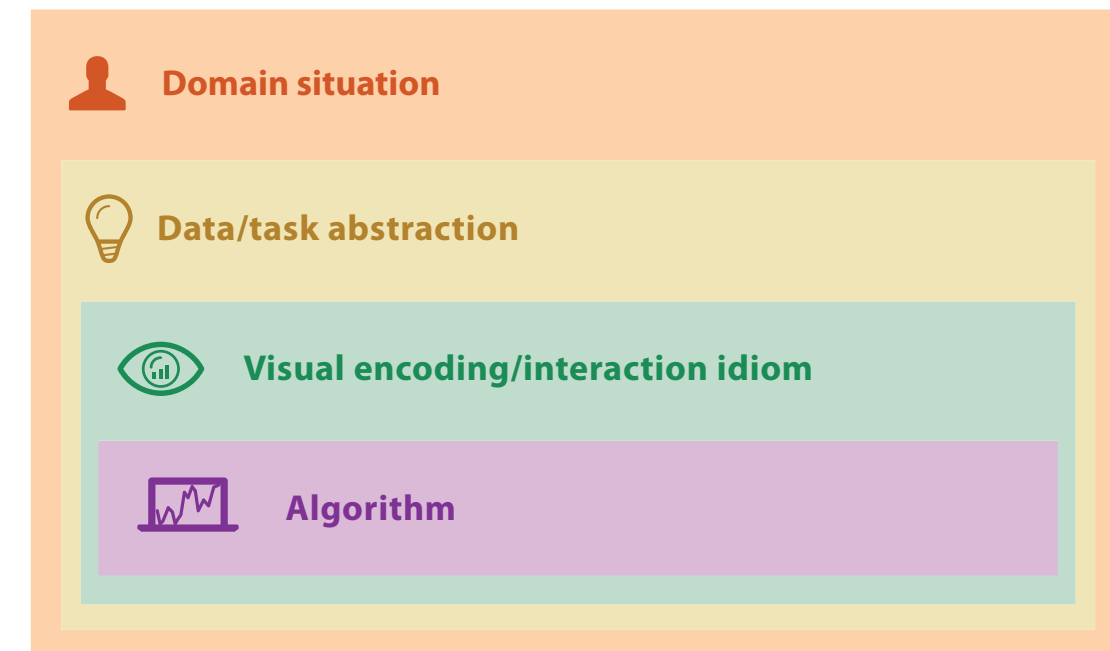 Domain situation
Data/task abstraction
Visual encoding/interaction idiom
Algorithm